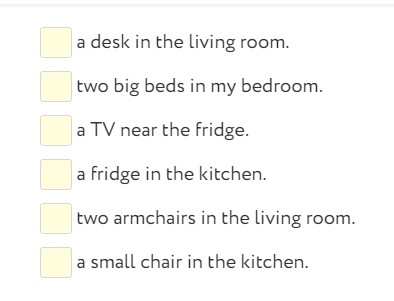 a desk in the living room.
two big beds in my bedroom.
a TV near the fridge.
a fridge in the kitchen.
two armchairs in the living room.
a small chair in the kitchen.